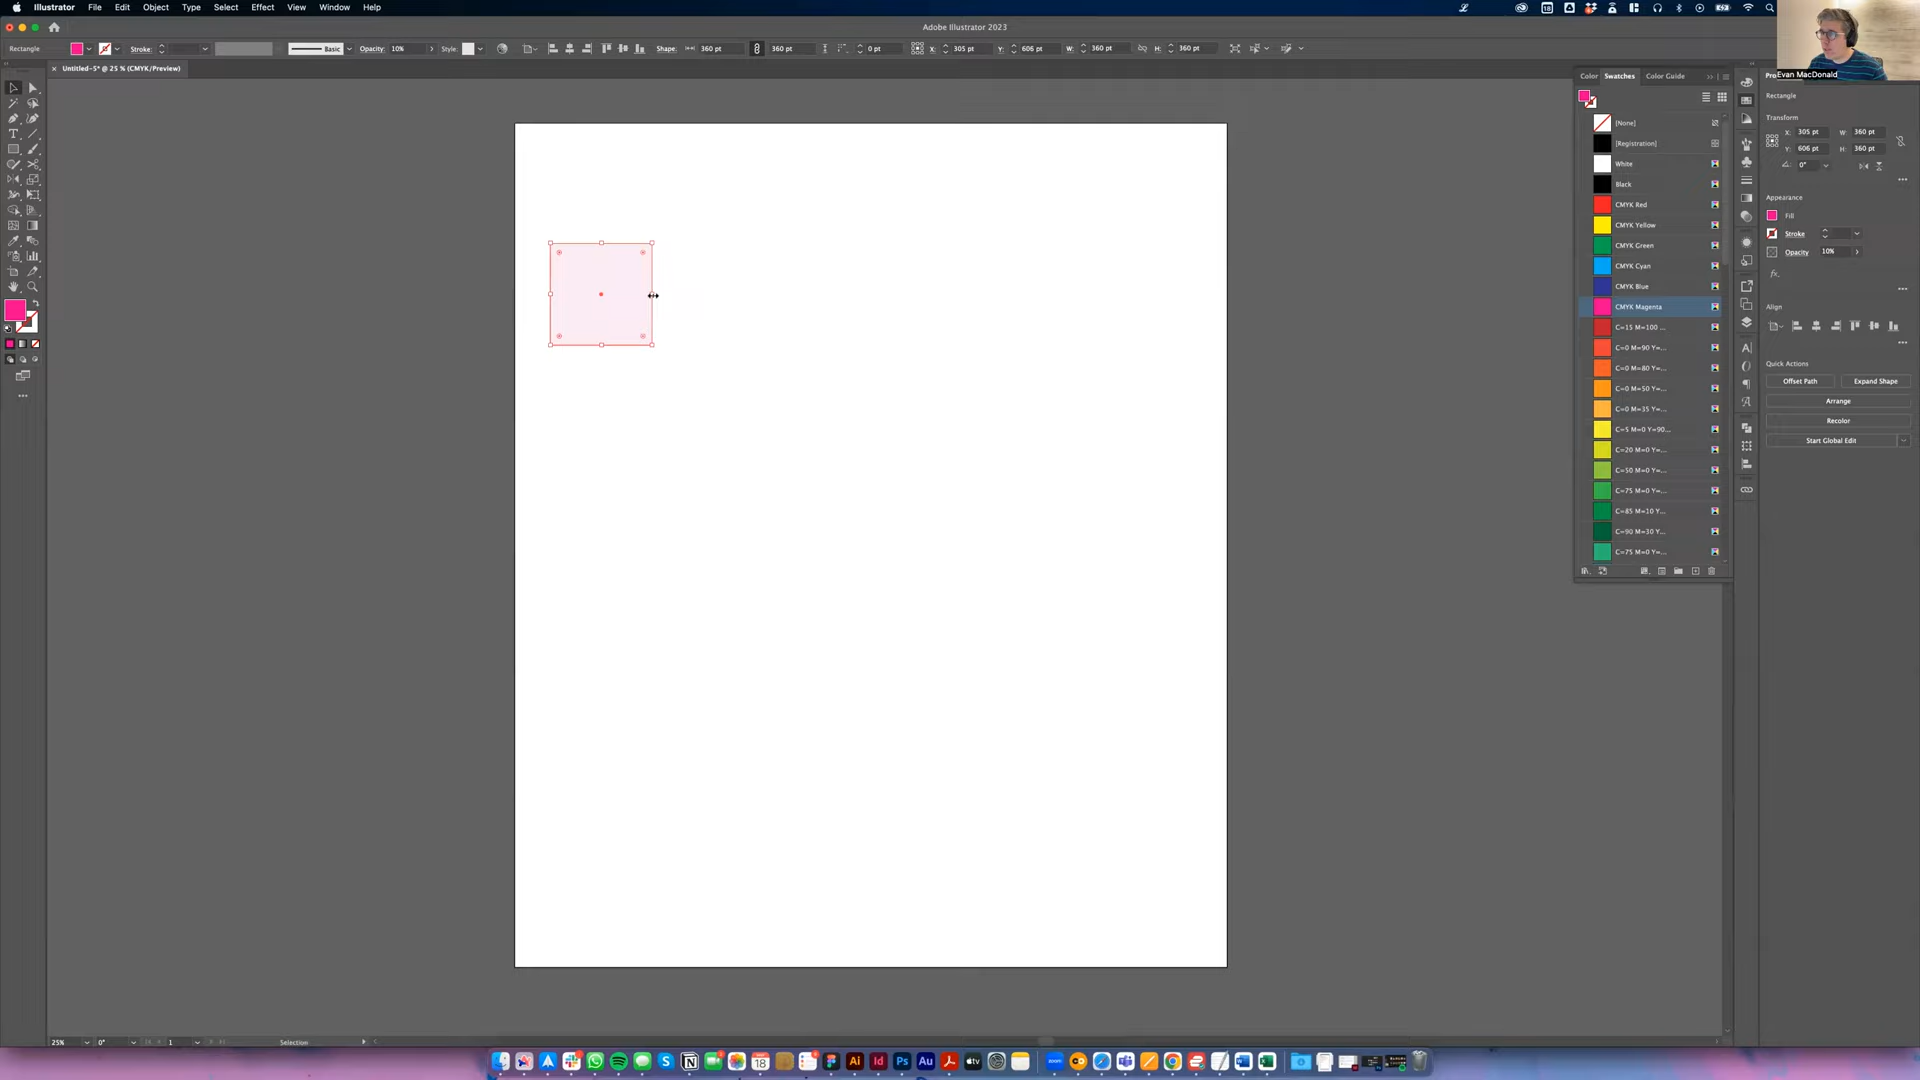 Illustrator File Edit Object Type Select Effect View Window Help
Adobe Illustrator 2023
Rectangle Stroke: Basic Opacity: 10% Style: Shape: 360 pt 360 pt 0 pt X: 305 pt Y: 606 pt W: 360 pt H: 360 pt
Evan MacDonald
× Untitled-5* @ 25 % (CMYK/Preview)
Color Swatches Color Guide
Rectangle
[None]
Transform
X: 305 pt W: 360 pt
[Registration]
Y: 606 pt H: 360 pt
White
0°
Black
Appearance
CMYK Red
Fill
CMYK Yellow
Stroke
CMYK Green
Opacity 10%
CMYK Cyan
fx.
CMYK Blue
CMYK Magenta
Align
C=15 M=100 ...
C=0 M=90 Y=...
Quick Actions
C=0 M=80 Y=...
Offset Path Expand Shape
C=0 M=50 Y=...
Arrange
C=0 M=35 Y=...
Recolor
C=5 M=0 Y=90...
Start Global Edit
C=20 M=0 Y=...
C=50 M=0 Y=...
C=75 M=0 Y=...
C=85 M=10 Y...
C=90 M=30 Y...
C=75 M=0 Y=...
25% 0° 1 Selection